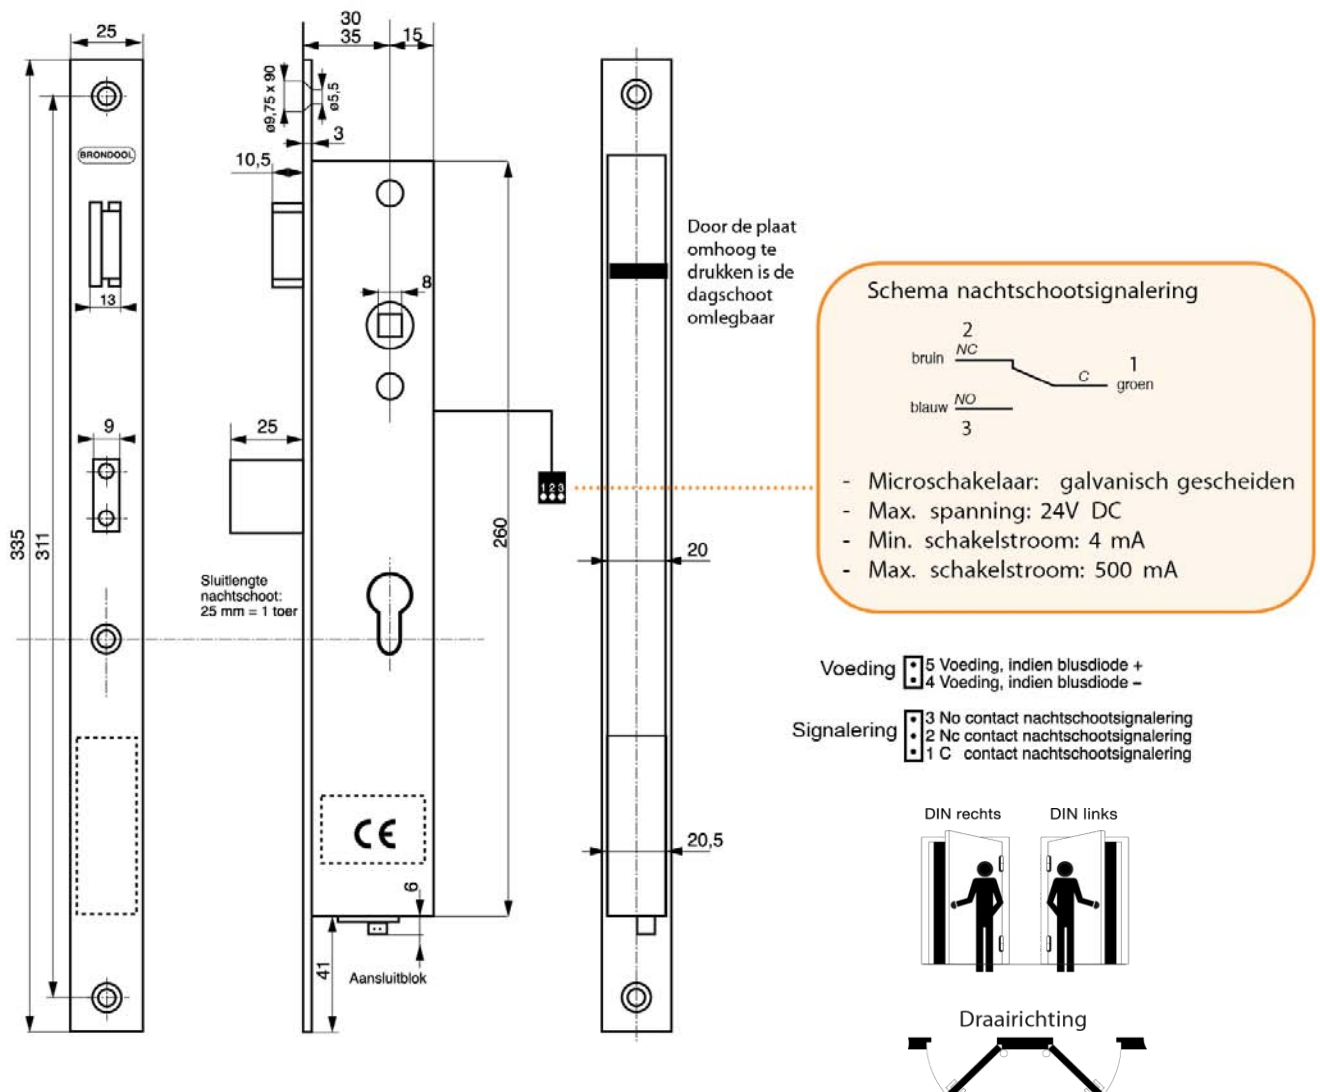 25
335
311
BRONDOOL
13
9
30
35
15
ø9,75 x 90
ø5,5
3
10,5
8
25
260
Sluitlengte
nachtschoot:
25 mm = 1 toer
CE
6
41
Aansluitblok
1 2 3
Door de plaat
omhoog te
drukken is de
dagschoot
omlegbaar
20
20,5
Schema nachtschootsignalering
2
bruin NC
C
1
groen
blauw NO
3
- Microschakelaar: galvanisch gescheiden
- Max. spanning: 24V DC
- Min. schakelstroom: 4 mA
- Max. schakelstroom: 500 mA
Voeding
5 Voeding, indien blusdiode +
4 Voeding, indien blusdiode –
Signalering
3 No contact nachtschootsignalering
2 Nc contact nachtschootsignalering
1 C contact nachtschootsignalering
DIN rechts
DIN links
Draairichting